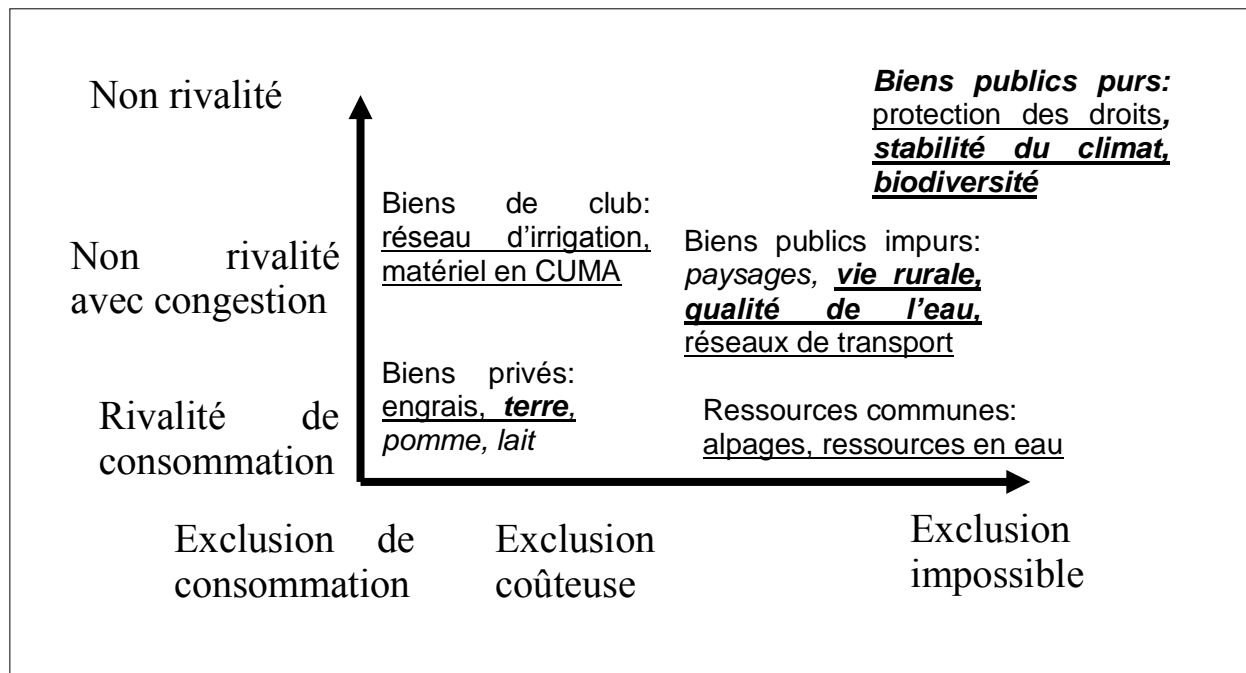 Non rivalité
Biens publics purs:
protection des droits,
stabilité du climat,
biodiversité
Biens de club:
réseau d’irrigation,
matériel en CUMA
Non rivalité
avec congestion
Biens publics impurs:
paysages, vie rurale,
qualité de l’eau,
réseaux de transport
Biens privés:
engrais, terre,
pomme, lait
Rivalité de
consommation
Ressources communes:
alpages, ressources en eau
Exclusion de
consommation
Exclusion
coûteuse
Exclusion
impossible